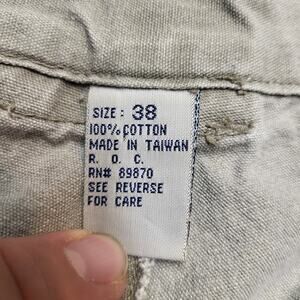 SIZE: 38
100% COTTON
MADE IN TAIWAN
R. O. C.
RN# 89870
SEE REVERSE
FOR CARE